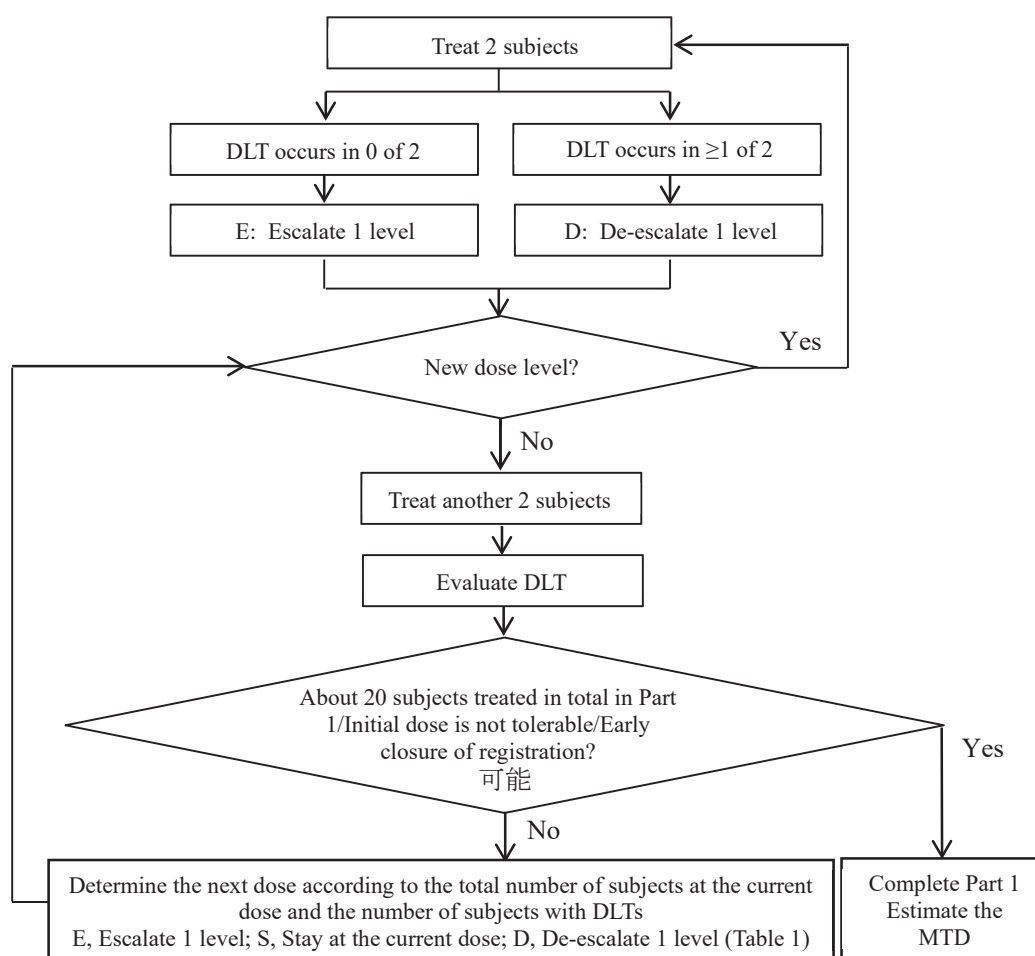 Treat 2 subjects
DLT occurs in 0 of 2
DLT occurs in ≥1 of 2
E: Escalate 1 level
D: De-escalate 1 level
New dose level?
Yes
No
Treat another 2 subjects
Evaluate DLT
About 20 subjects treated in total in Part
1/Initial dose is not tolerable/Early
closure of registration?
可能
Yes
No
Determine the next dose according to the total number of subjects at the current
dose and the number of subjects with DLTs
E, Escalate 1 level; S, Stay at the current dose; D, De-escalate 1 level (Table 1)
Complete Part 1
Estimate the
MTD